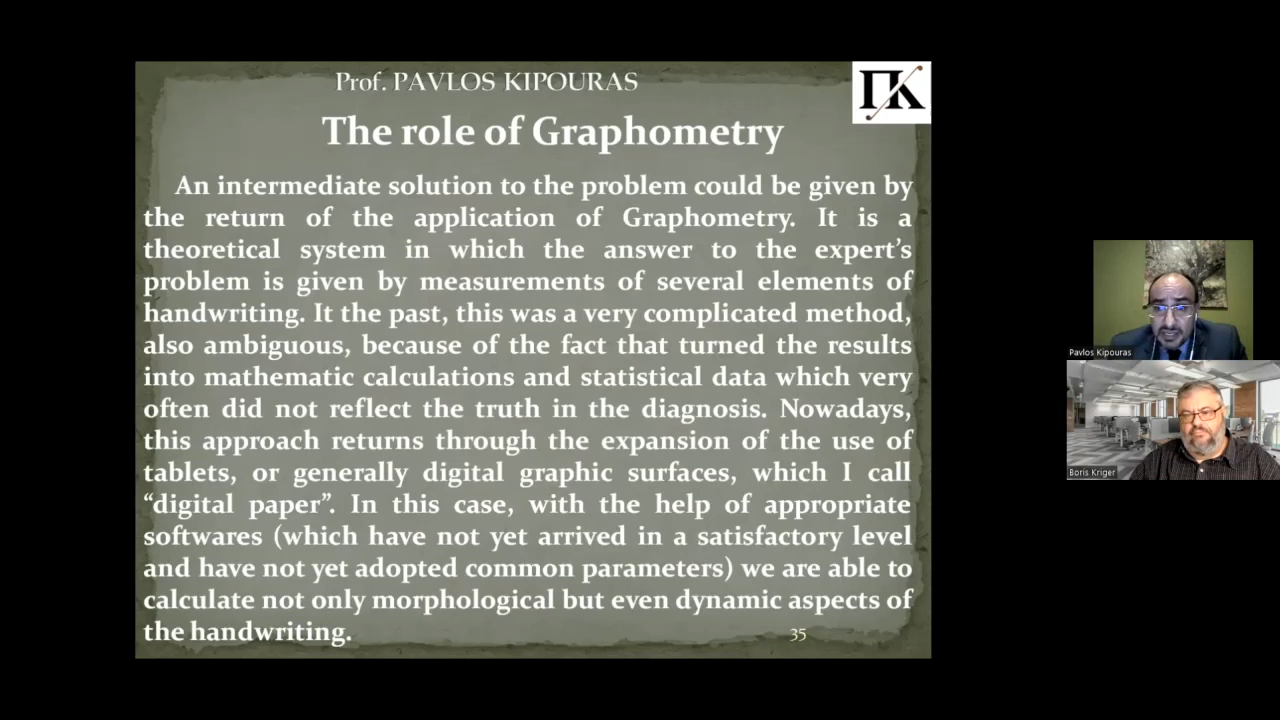 Prof. PAVLOS KIPOURAS
ΠΚ
The role of Graphometry
An intermediate solution to the problem could be given by
the return of the application of Graphometry. It is a
theoretical system in which the answer to the expert’s
problem is given by measurements of several elements of
handwriting. It the past, this was a very complicated method,
also ambiguous, because of the fact that turned the results
into mathematic calculations and statistical data which very
often did not reflect the truth in the diagnosis. Nowadays,
this approach returns through the expansion of the use of
tablets, or generally digital graphic surfaces, which I call
“digital paper”. In this case, with the help of appropriate
softwares (which have not yet arrived in a satisfactory level
and have not yet adopted common parameters) we are able to
calculate not only morphological but even dynamic aspects of
the handwriting.
35
Pavlos Kipouras
Boris Kriger